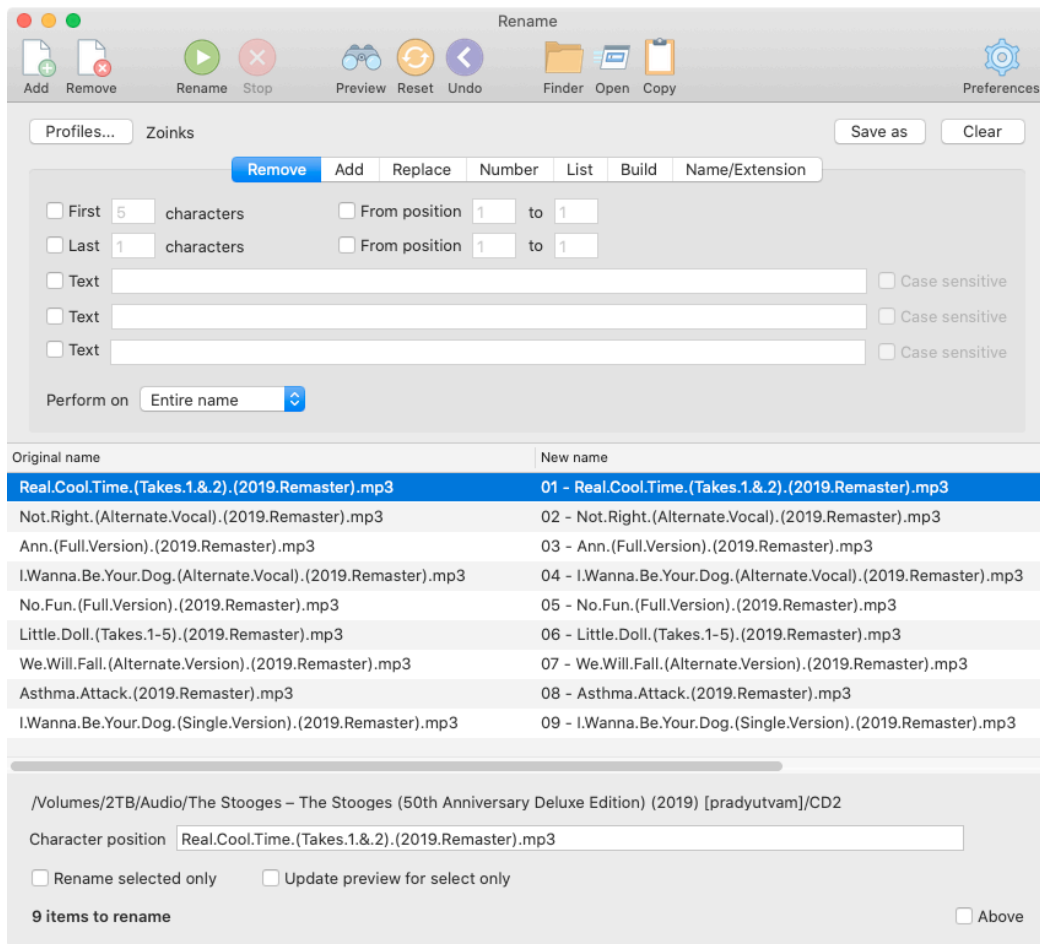 Rename
Add Remove Rename Stop Preview Reset Undo Finder Open Copy Preferences
Profiles... Zoinks Save as Clear
Remove Add Replace Number List Build Name/Extension
First 5 characters From position 1 to 1
Last 1 characters From position 1 to 1
Text Case sensitive
Text Case sensitive
Text Case sensitive
Perform on Entire name
Original name New name
Real.Cool.Time.(Takes.1.&.2).(2019.Remaster).mp3 01 - Real.Cool.Time.(Takes.1.&.2).(2019.Remaster).mp3
Not.Right.(Alternate.Vocal).(2019.Remaster).mp3 02 - Not.Right.(Alternate.Vocal).(2019.Remaster).mp3
Ann.(Full.Version).(2019.Remaster).mp3 03 - Ann.(Full.Version).(2019.Remaster).mp3
I.Wanna.Be.Your.Dog.(Alternate.Vocal).(2019.Remaster).mp3 04 - I.Wanna.Be.Your.Dog.(Alternate.Vocal).(2019.Remaster).mp3
No.Fun.(Full.Version).(2019.Remaster).mp3 05 - No.Fun.(Full.Version).(2019.Remaster).mp3
Little.Doll.(Takes.1-5).(2019.Remaster).mp3 06 - Little.Doll.(Takes.1-5).(2019.Remaster).mp3
We.Will.Fall.(Alternate.Version).(2019.Remaster).mp3 07 - We.Will.Fall.(Alternate.Version).(2019.Remaster).mp3
Asthma.Attack.(2019.Remaster).mp3 08 - Asthma.Attack.(2019.Remaster).mp3
I.Wanna.Be.Your.Dog.(Single.Version).(2019.Remaster).mp3 09 - I.Wanna.Be.Your.Dog.(Single.Version).(2019.Remaster).mp3
/Volumes/2TB/Audio/The Stooges – The Stooges (50th Anniversary Deluxe Edition) (2019) [pradyutvam]/CD2
Character position Real.Cool.Time.(Takes.1.&.2).(2019.Remaster).mp3
Rename selected only Update preview for select only
9 items to rename Above